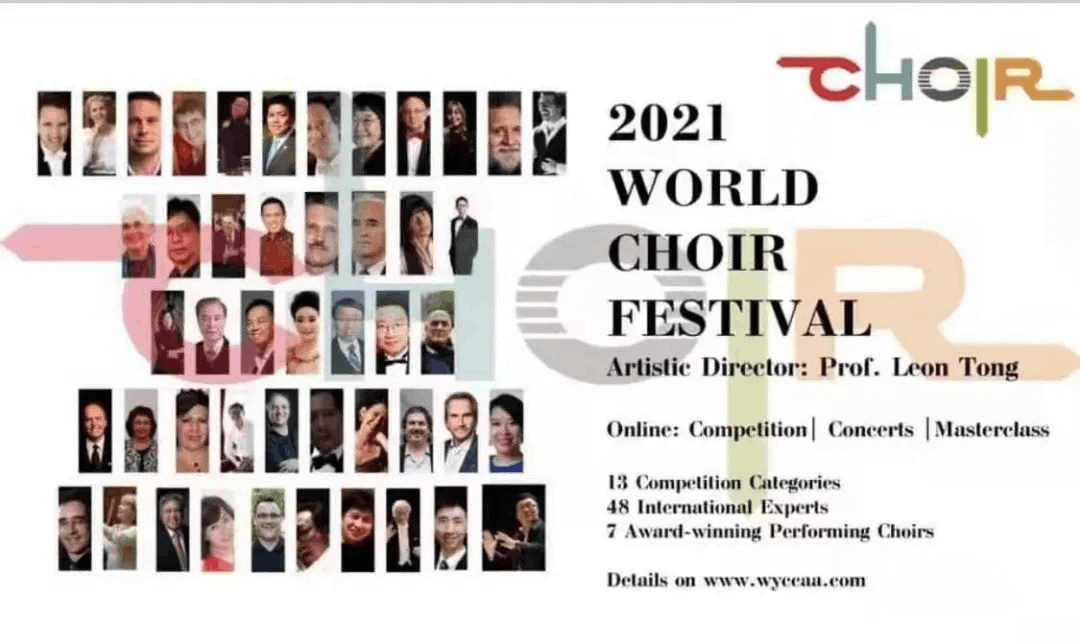 CHOIR
2021
WORLD
CHOIR
FESTIVAL
Artistic Director: Prof. Leon Tong
Online: Competition| Concerts |Masterclass
13 Competition Categories
48 International Experts
7 Award-winning Performing Choirs
Details on www.wyccaa.com
CHOIR